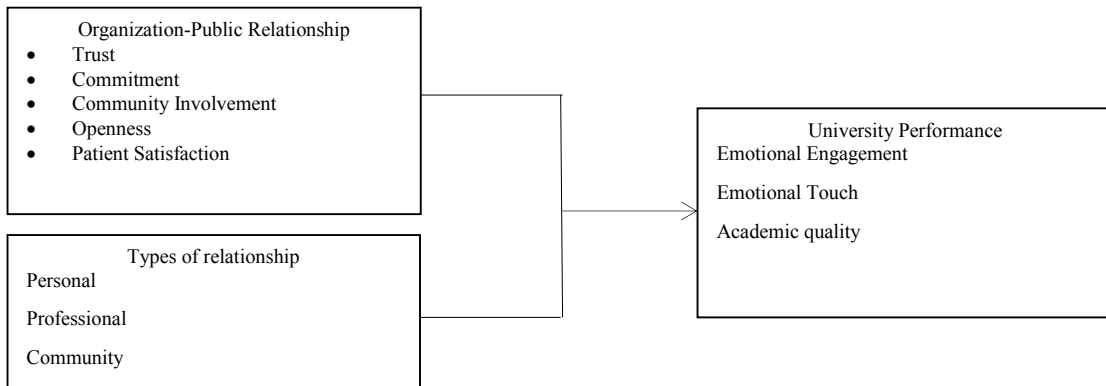 Organization-Public Relationship
• Trust
• Commitment
• Community Involvement
• Openness
• Patient Satisfaction
Types of relationship
Personal
Professional
Community
University Performance
Emotional Engagement
Emotional Touch
Academic quality